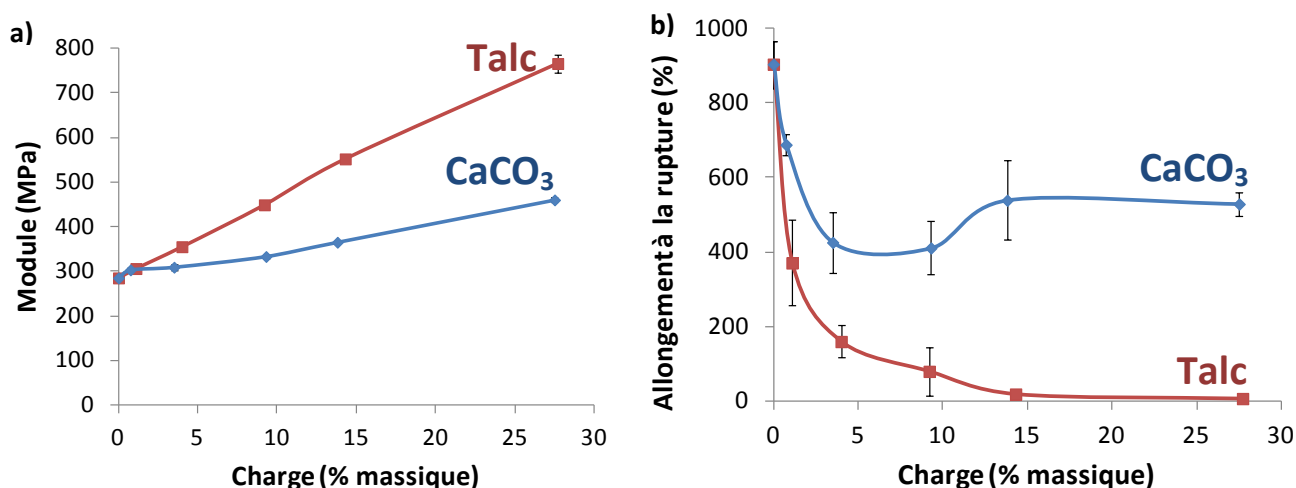 a)
Module (MPa)
800
700
600
500
400
300
200
100
0
Talc
CaCO3
0 5 10 15 20 25 30
Charge (% massique)
b)
Allongementà la rupture (%)
1000
800
600
400
200
0
CaCO3
Talc
0 5 10 15 20 25 30
Charge (% massique)